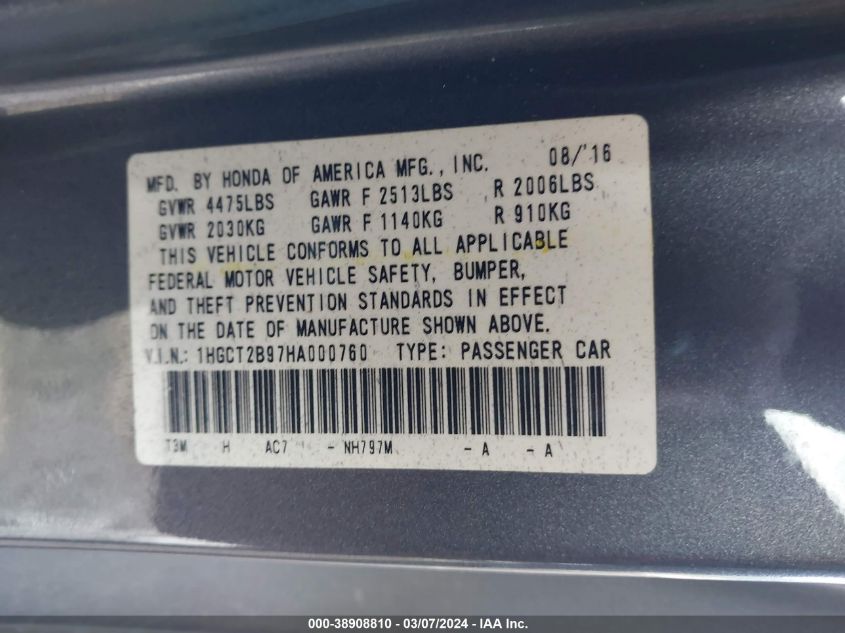 MFD. BY HONDA OF AMERICA MFG., INC. 08/'16
GVWR 4475LBS GAWR F 2513LBS R 2006LBS
GVWR 2030KG GAWR F 1140KG R 910KG
THIS VEHICLE CONFORMS TO ALL APPLICABLE
FEDERAL MOTOR VEHICLE SAFETY, BUMPER,
AND THEFT PREVENTION STANDARDS IN EFFECT
ON THE DATE OF MANUFACTURE SHOWN ABOVE.
V.I.N.: 1HGCT2B97HA000760 TYPE: PASSENGER CAR
T3M H AC7 - NH797M - A - A
000-38908810 / 03/07/2024 - IAA Inc.